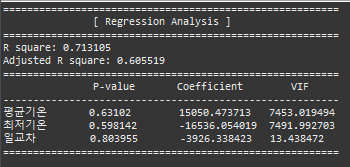 ==================================================
[ Regression Analysis ]
==================================================
R square: 0.713105
Adjusted R square: 0.605519
==================================================
P-value Coefficient VIF
--------------------------------------------------
평균기온 0.63102 15050.473713 7453.019494
최저기온 0.598142 -16536.054019 7491.992703
일교차 0.803955 -3926.338423 13.438472
==================================================